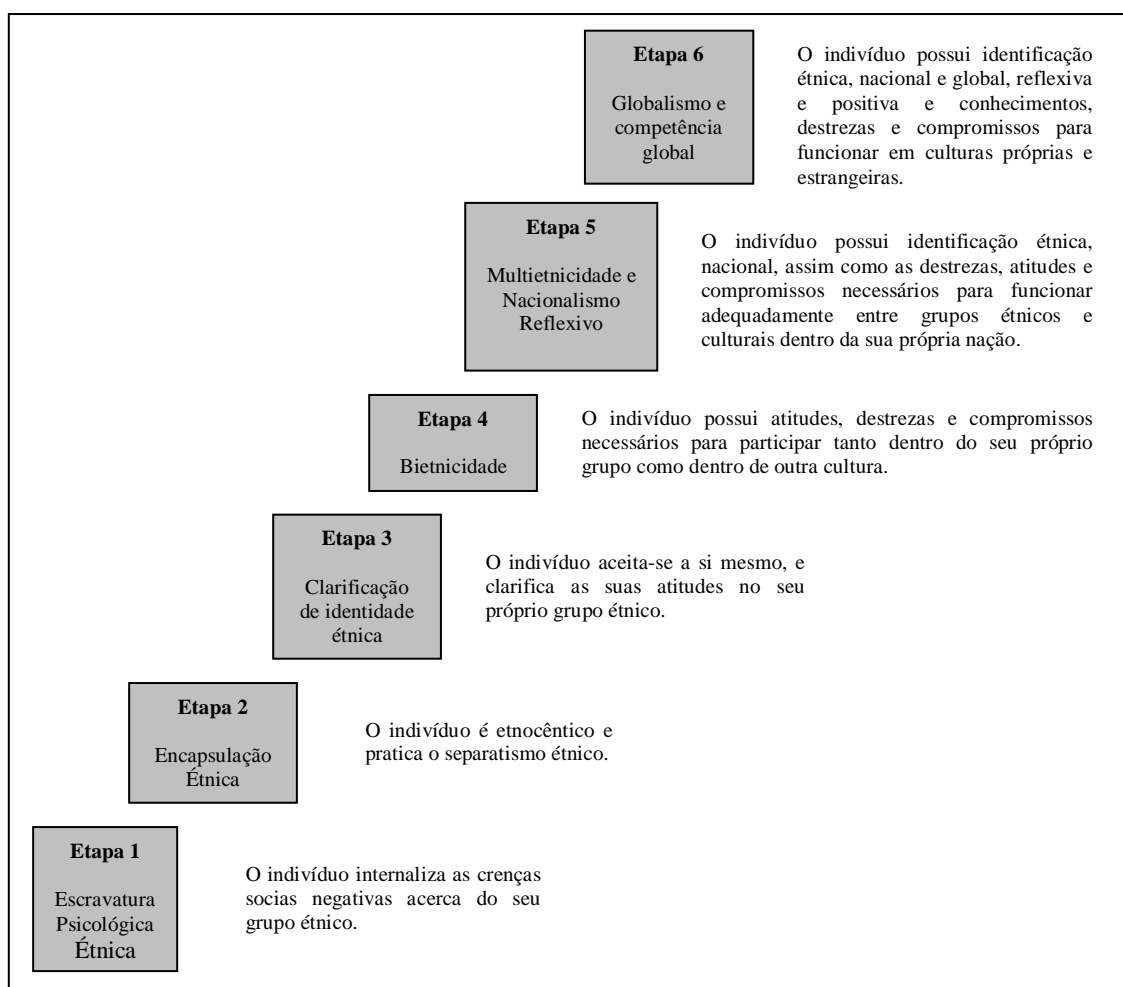 Etapa 6
Globalismo e
competência
global
O indivíduo possui identificação
étnica, nacional e global, reflexiva
e positiva e conhecimentos,
destrezas e compromissos para
funcionar em culturas próprias e
estrangeiras.
Etapa 5
Multietnicidade e
Nacionalismo
Reflexivo
O indivíduo possui identificação étnica,
nacional, assim como as destrezas, atitudes e
compromissos necessários para funcionar
adequadamente entre grupos étnicos e
culturais dentro da sua própria nação.
Etapa 4
Bietnicidade
O indivíduo possui atitudes, destrezas e compromissos
necessários para participar tanto dentro do seu próprio
grupo como dentro de outra cultura.
Etapa 3
Clarificação
de identidade
étnica
O indivíduo aceita-se a si mesmo, e
clarifica as suas atitudes no seu
próprio grupo étnico.
Etapa 2
Encapsulação
Étnica
O indivíduo é etnocêntico e
pratica o separatismo étnico.
Etapa 1
Escravatura
Psicológica
Étnica
O indivíduo internaliza as crenças
socias negativas acerca do seu
grupo étnico.